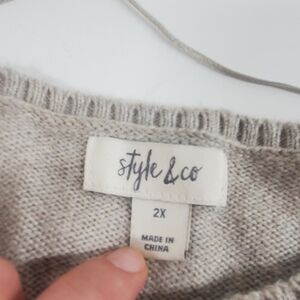 style & co
2X
MADE IN
CHINA